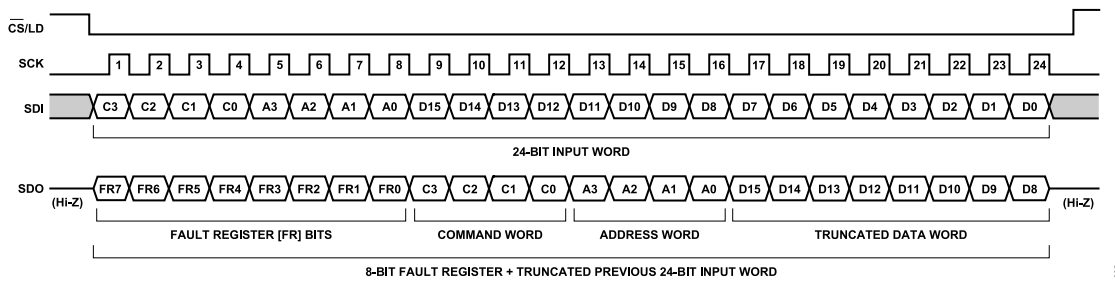 CS/LD
SCK 1 2 3 4 5 6 7 8 9 10 11 12 13 14 15 16 17 18 19 20 21 22 23 24
SDI C3 C2 C1 C0 A3 A2 A1 A0 D15 D14 D13 D12 D11 D10 D9 D8 D7 D6 D5 D4 D3 D2 D1 D0
24-BIT INPUT WORD
SDO FR7 FR6 FR5 FR4 FR3 FR2 FR1 FR0 C3 C2 C1 C0 A3 A2 A1 A0 D15 D14 D13 D12 D11 D10 D9 D8
(Hi-Z) (Hi-Z)
FAULT REGISTER [FR] BITS COMMAND WORD ADDRESS WORD TRUNCATED DATA WORD
8-BIT FAULT REGISTER + TRUNCATED PREVIOUS 24-BIT INPUT WORD